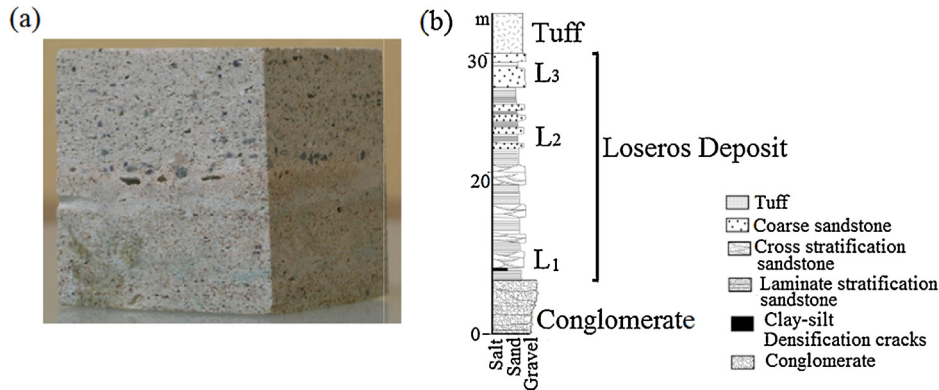 (a)
(b)
m
Tuff
30
L3
L2
Loseros Deposit
20
L1
Conglomerate
0
Salt
Sand
Gravel
Tuff
Coarse sandstone
Cross stratification
sandstone
Laminate stratification
sandstone
Clay-silt
Densification cracks
Conglomerate